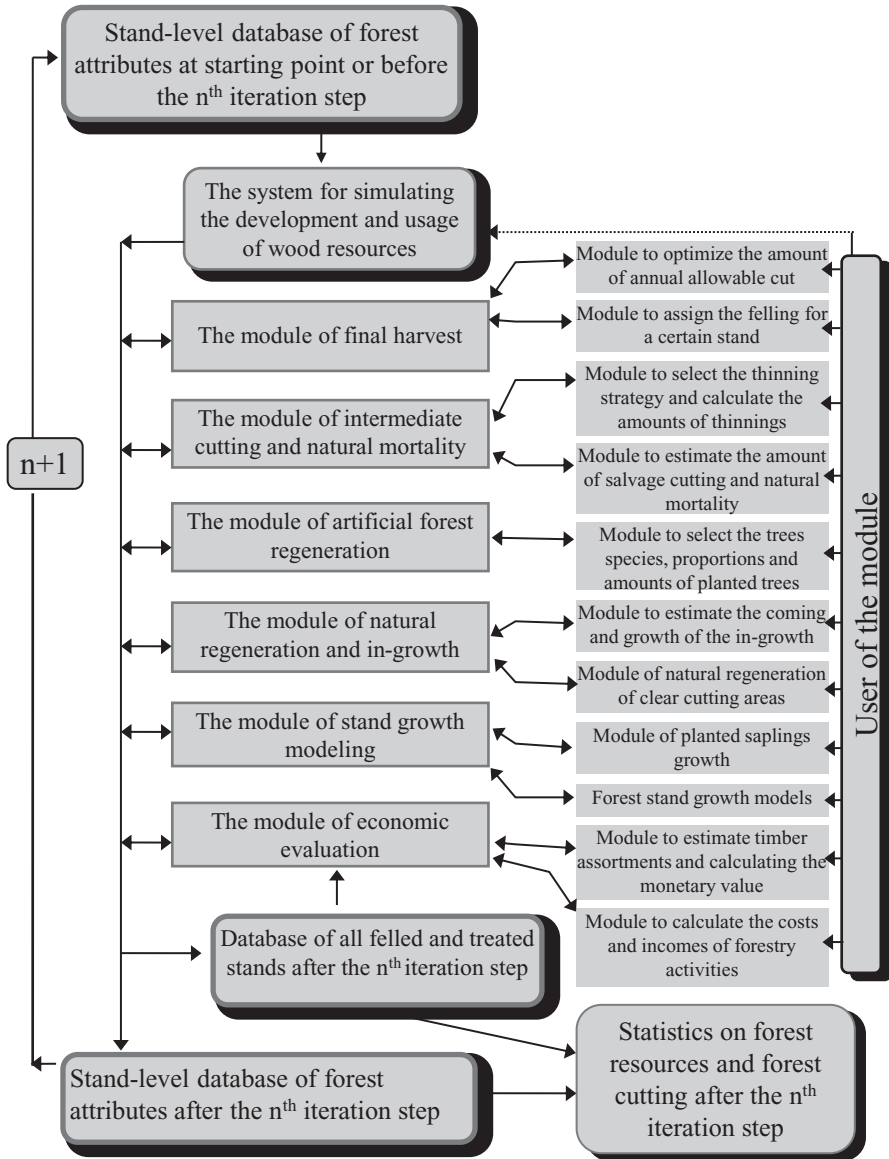 Stand-level database of forest
attributes at starting point or before
the nth iteration step
The system for simulating
the development and usage
of wood resources
Module to optimize the amount
of annual allowable cut
The module of final harvest
Module to assign the felling for
a certain stand
Module to select the thinning
strategy and calculate the
amounts of thinnings
The module of intermediate
cutting and natural mortality
n+1
Module to estimate the amount
of salvage cutting and natural
mortality
The module of artificial forest
regeneration
Module to select the trees
species, proportions and
amounts of planted trees
The module of natural
regeneration and in-growth
Module to estimate the coming
and growth of the in-growth
Module of natural regeneration
of clear cutting areas
The module of stand growth
modeling
Module of planted saplings
growth
Forest stand growth models
The module of economic
evaluation
Module to estimate timber
assortments and calculating the
monetary value
Module to calculate the costs
and incomes of forestry
activities
User of the module
Database of all felled and treated
stands after the nth iteration step
Stand-level database of forest
attributes after the nth iteration step
Statistics on forest
resources and forest
cutting after the nth
iteration step